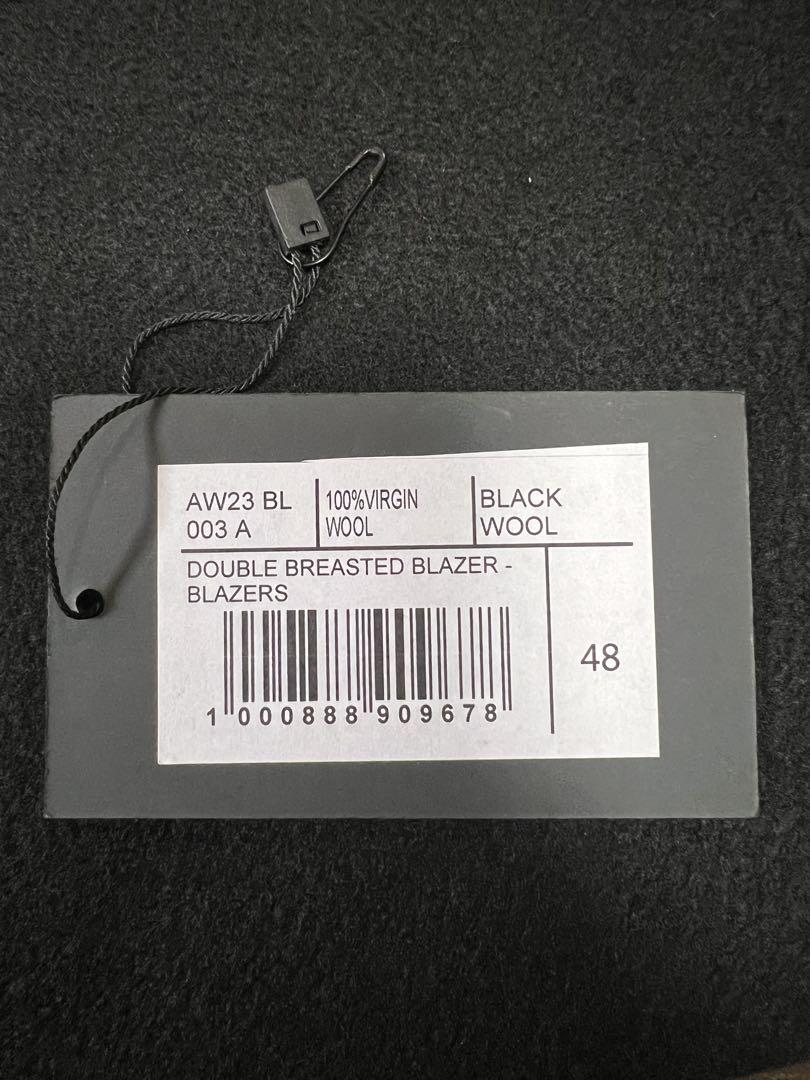 AW23 BL
003 A
100%VIRGIN
WOOL
BLACK
WOOL
DOUBLE BREASTED BLAZER -
BLAZERS
48
1 000888 909678